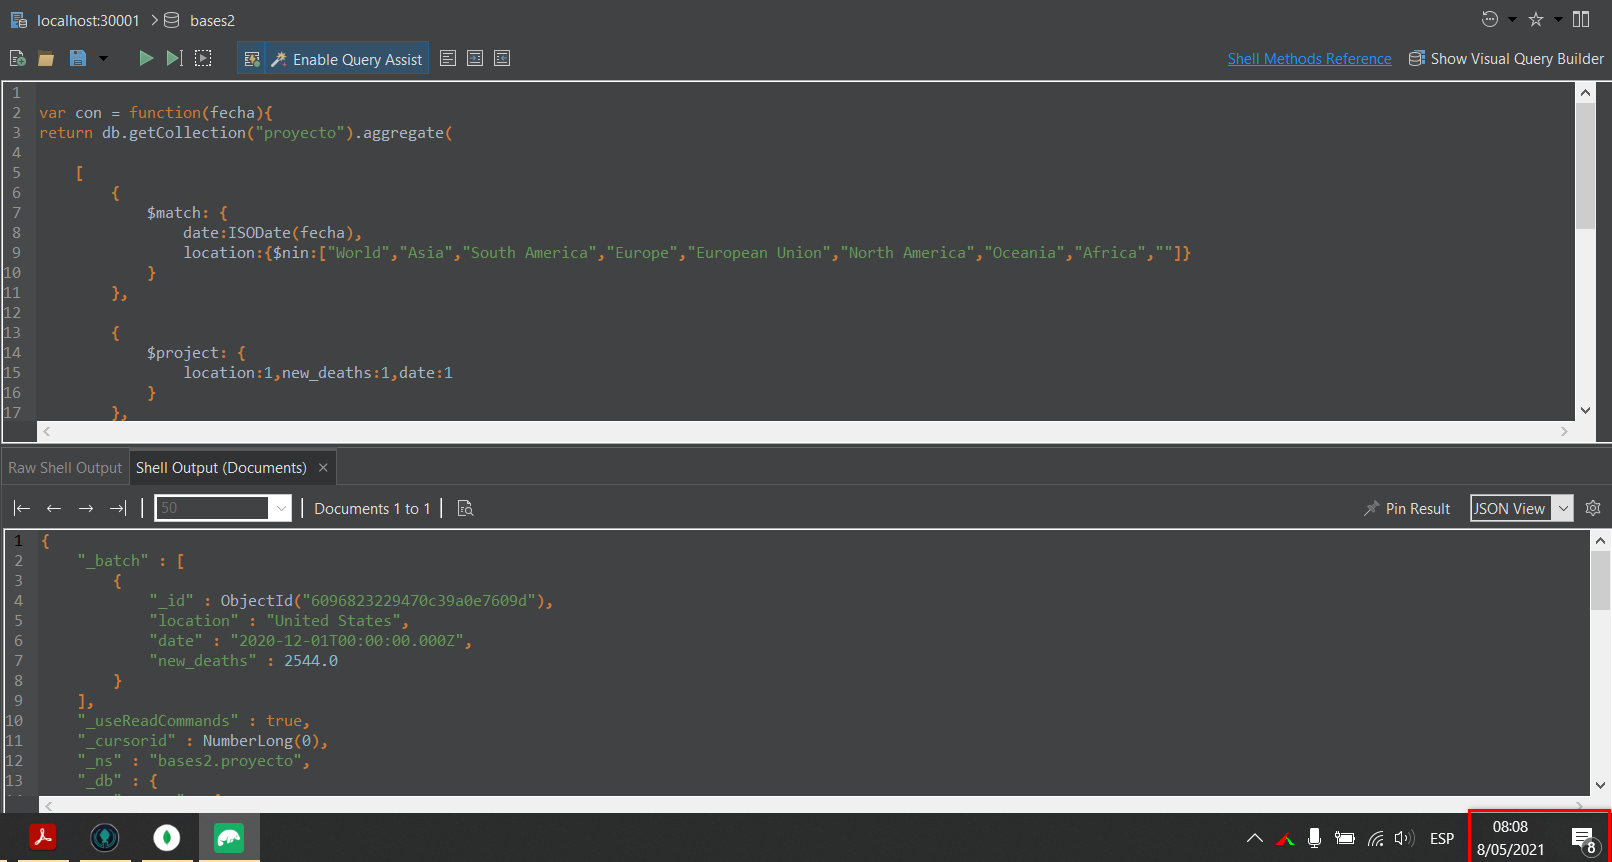 localhost:30001 > bases2
Enable Query Assist
Shell Methods Reference
Show Visual Query Builder
1
2 var con = function(fecha){
3 return db.getCollection("proyecto").aggregate(
4
5 [
6 {
7 $match: {
8 date:ISODate(fecha),
9 location:{$nin:["World","Asia","South America","Europe","European Union","North America","Oceania","Africa",""]}
10 }
11 },
12
13 {
14 $project: {
15 location:1,new_deaths:1,date:1
16 }
17 },
Raw Shell Output
Shell Output (Documents) ×
50
Documents 1 to 1
Pin Result
JSON View
1 {
2 "_batch" : [
3 {
4 "_id" : ObjectId("6096823229470c39a0e7609d"),
5 "location" : "United States",
6 "date" : "2020-12-01T00:00:00.000Z",
7 "new_deaths" : 2544.0
8 }
9 ],
10 "_useReadCommands" : true,
11 "_cursorid" : NumberLong(0),
12 "_ns" : "bases2.proyecto",
13 "_db" : {
ESP
08:08
8/05/2021
8